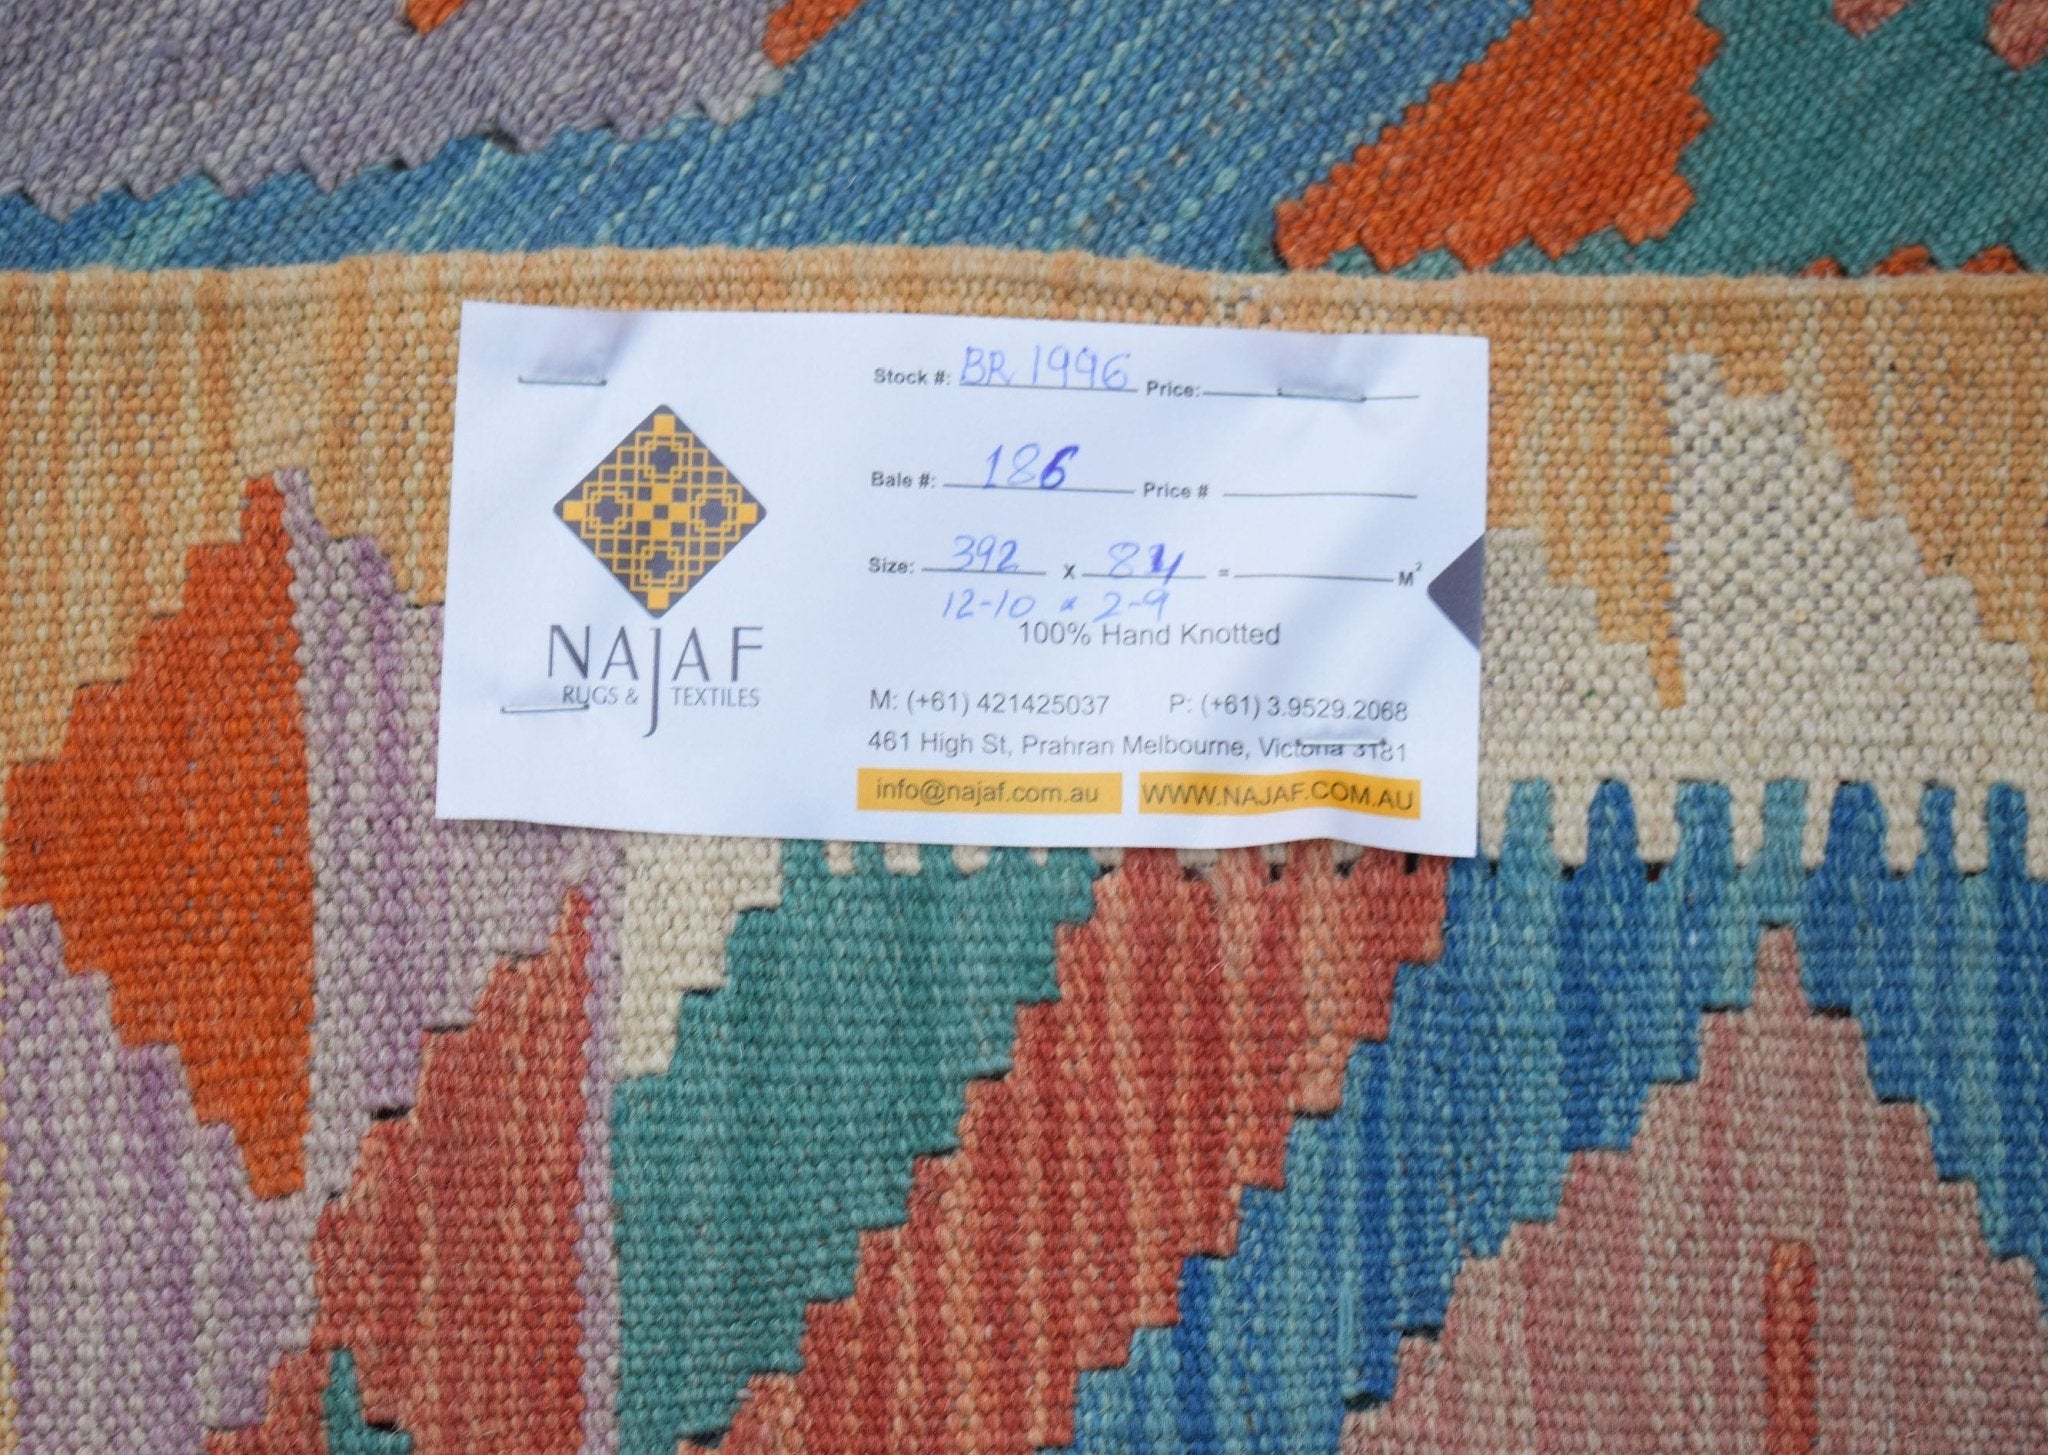 NAJAF
RUGS & TEXTILES
Stock #: BR 1996 Price:
Bale #: 186 Price #
Size: 392 x 84 = M²
12-10 x 2-9
100% Hand Knotted
M: (+61) 421425037 P: (+61) 3.9529.2068
461 High St, Prahran Melbourne, Victoria 3181
info@najaf.com.au WWW.NAJAF.COM.AU